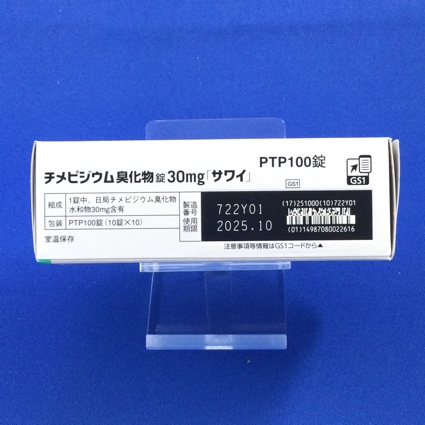 チメピジウム臭化物錠30mg「サワイ」
PTP100錠
GS1
GS1
組成 1錠中、日局チメピジウム臭化物
水和物30mg含有
包装 PTP100錠(10錠×10)
室温保存
製造番号 722Y01
使用期限 2025.10
(17)251000(10)722Y01
(01)14987080022616
注意事項等情報はGS1コードから▲